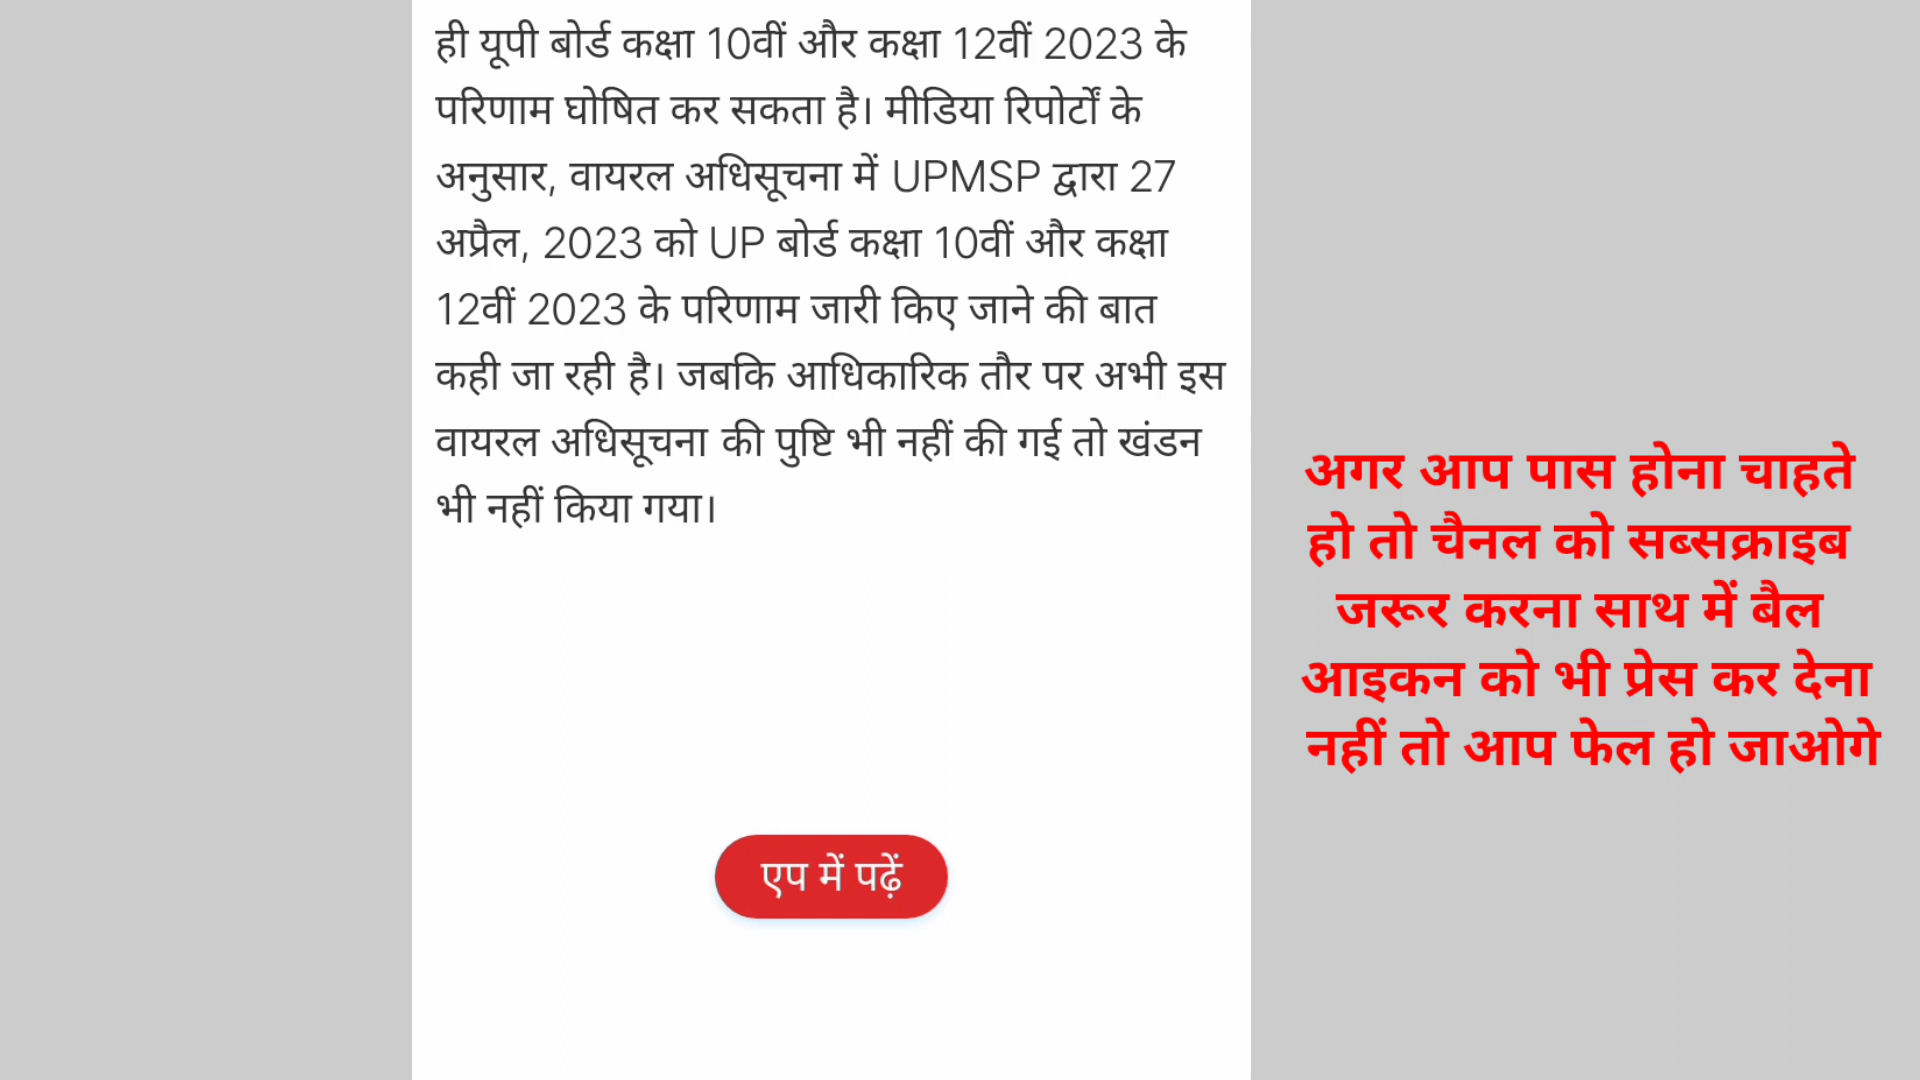 ही यूपी बोर्ड कक्षा 10वीं और कक्षा 12वीं 2023 के
परिणाम घोषित कर सकता है। मीडिया रिपोर्टों के
अनुसार, वायरल अधिसूचना में UPMSP द्वारा 27
अप्रैल, 2023 को UP बोर्ड कक्षा 10वीं और कक्षा
12वीं 2023 के परिणाम जारी किए जाने की बात
कही जा रही है। जबकि आधिकारिक तौर पर अभी इस
वायरल अधिसूचना की पुष्टि भी नहीं की गई तो खंडन
भी नहीं किया गया।
एप में पढ़ें
अगर आप पास होना चाहते
हो तो चैनल को सब्सक्राइब
जरूर करना साथ में बैल
आइकन को भी प्रेस कर देना
नहीं तो आप फेल हो जाओगे